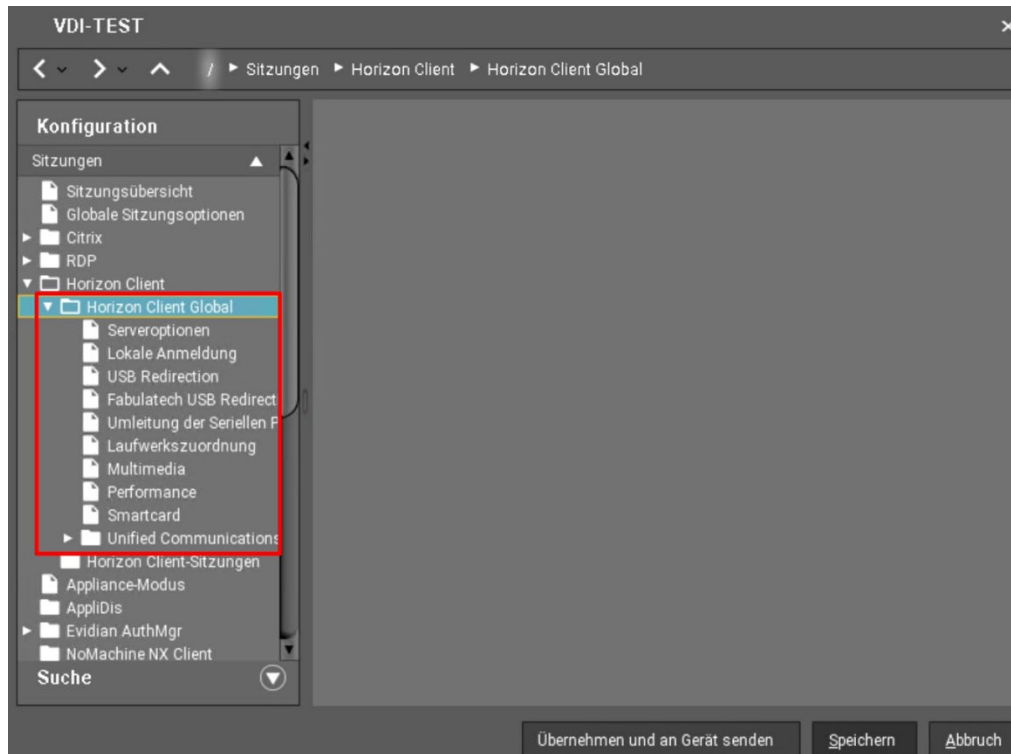 VDI-TEST
/ Sitzungen Horizon Client Horizon Client Global
Konfiguration
Sitzungen
Sitzungsübersicht
Globale Sitzungsoptionen
Citrix
RDP
Horizon Client
Horizon Client Global
Serveroptionen
Lokale Anmeldung
USB Redirection
Fabulatech USB Redirect
Umleitung der Seriellen P
Laufwerkszuordnung
Multimedia
Performance
Smartcard
Unified Communications
Horizon Client-Sitzungen
Appliance-Modus
AppliDis
Evidian AuthMgr
NoMachine NX Client
Suche
Übernehmen und an Gerät senden Speichern Abbruch